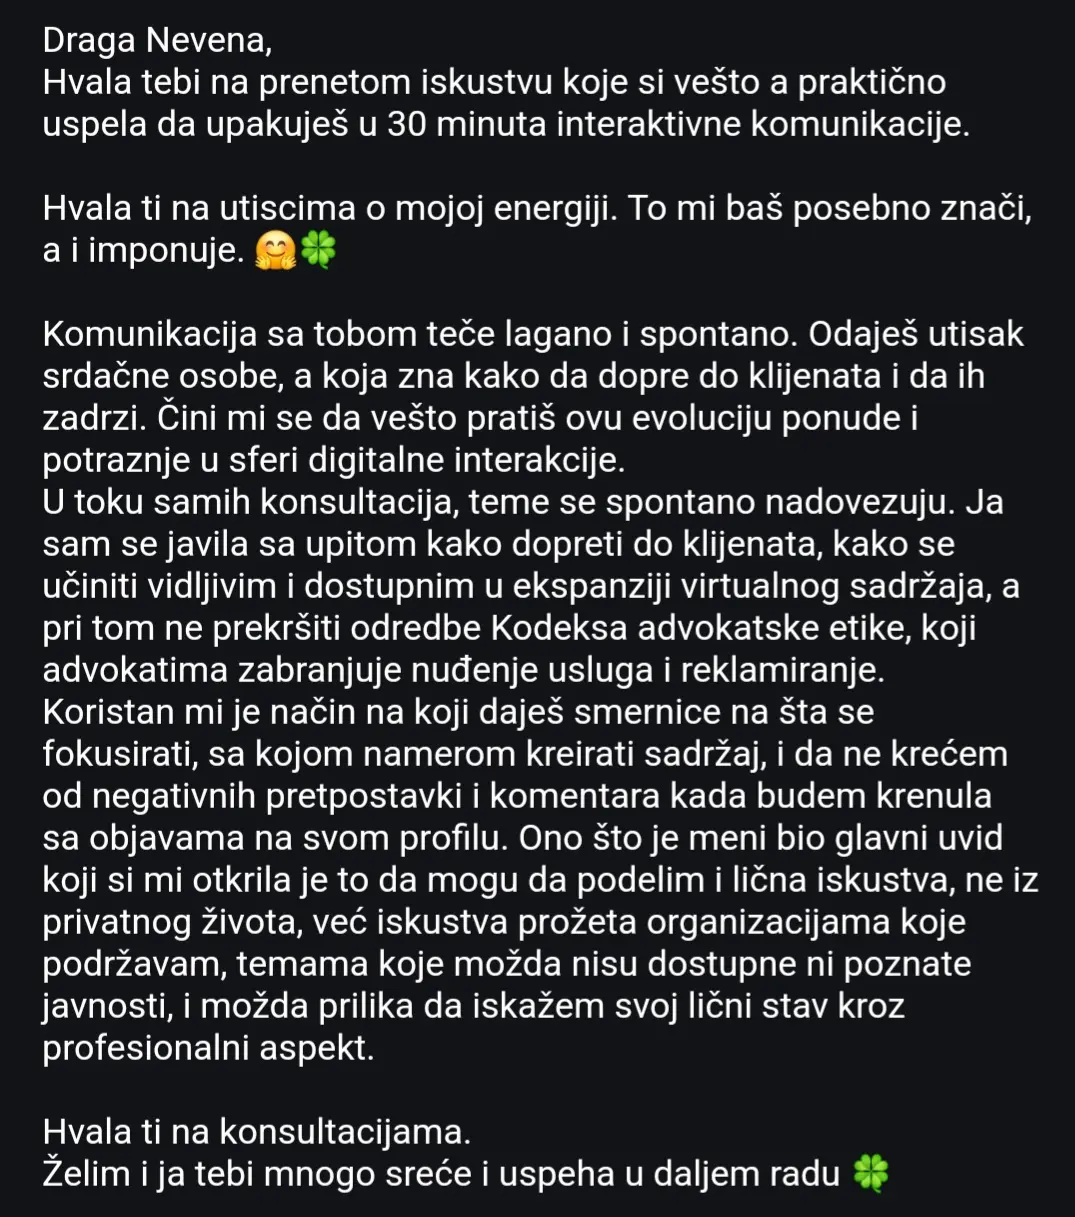 Draga Nevena,
Hvala tebi na prenetom iskustvu koje si vešto a praktično
uspela da upakuješ u 30 minuta interaktivne komunikacije.
Hvala ti na utiscima o mojoj energiji. To mi baš posebno znači,
a i imponuje. 🤗🍀
Komunikacija sa tobom teče lagano i spontano. Odaješ utisak
srdačne osobe, a koja zna kako da dopre do klijenata i da ih
zadrzi. Čini mi se da vešto pratiš ovu evoluciju ponude i
potraznje u sferi digitalne interakcije.
U toku samih konsultacija, teme se spontano nadovezuju. Ja
sam se javila sa upitom kako dopreti do klijenata, kako se
učiniti vidljivim i dostupnim u ekspanziji virtualnog sadržaja, a
pri tom ne prekršiti odredbe Kodeksa advokatske etike, koji
advokatima zabranjuje nuđenje usluga i reklamiranje.
Koristan mi je način na koji daješ smernice na šta se
fokusirati, sa kojom namerom kreirati sadržaj, i da ne krećem
od negativnih pretpostavki i komentara kada budem krenula
sa objavama na svom profilu. Ono što je meni bio glavni uvid
koji si mi otkrila je to da mogu da podelim i lična iskustva, ne iz
privatnog života, već iskustva prožeta organizacijama koje
podržavam, temama koje možda nisu dostupne ni poznate
javnosti, i možda prilika da iskažem svoj lični stav kroz
profesionalni aspekt.
Hvala ti na konsultacijama.
Želim i ja tebi mnogo sreće i uspeha u daljem radu 🍀